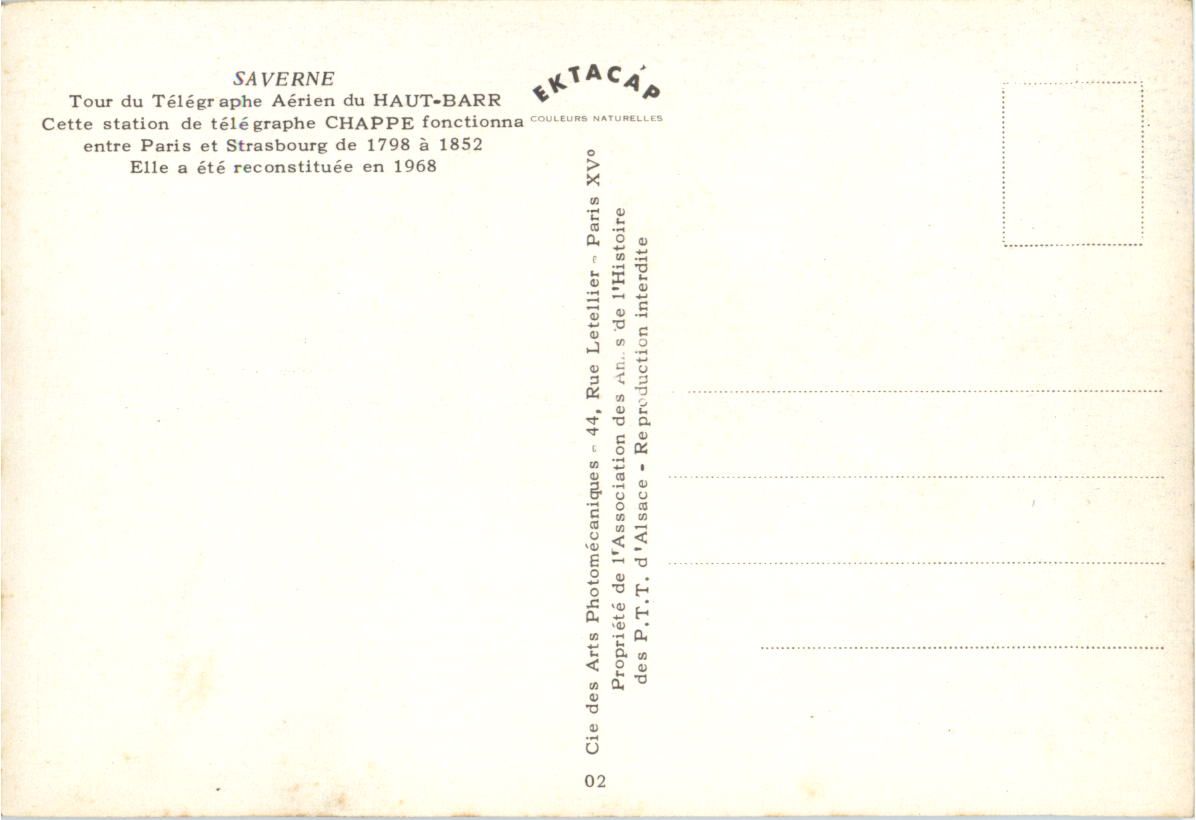 SAVERNE
Tour du Télégraphe Aérien du HAUT-BARR
Cette station de télégraphe CHAPPE fonctionna
entre Paris et Strasbourg de 1798 à 1852
Elle a été reconstituée en 1968
EKTACÁP
COULEURS NATURELLES
Cie des Arts Photomécaniques - 44, Rue Letellier - Paris XVº
Propriété de l'Association des de l'Histoire
des P.T.T. d'Alsace - Reproduction interdite
02